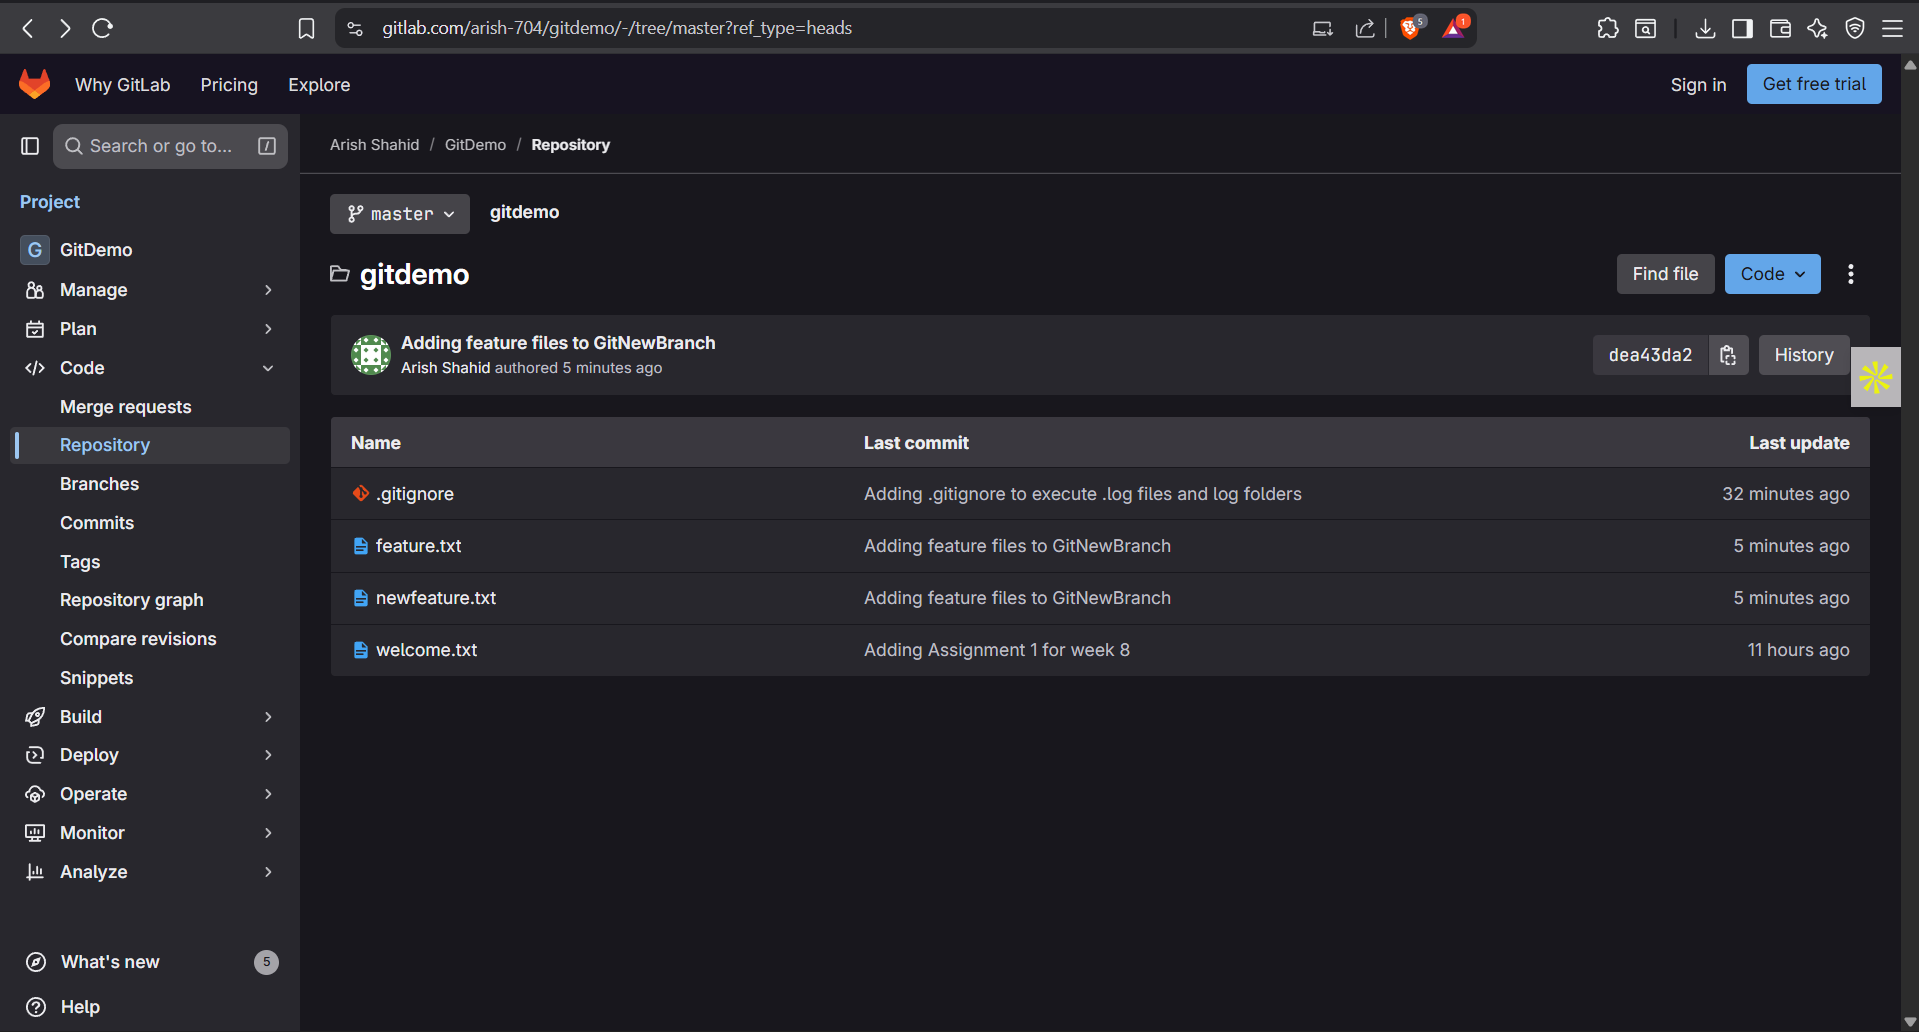 gitlab.com/arish-704/gitdemo/-/tree/master?ref_type=heads
5
1
Why GitLab
Pricing
Explore
Sign in
Get free trial
Search or go to...
/
Arish Shahid / GitDemo / Repository
Project
G GitDemo
Manage
Plan
Code
Merge requests
Repository
Branches
Commits
Tags
Repository graph
Compare revisions
Snippets
Build
Deploy
Operate
Monitor
Analyze
What's new
5
Help
master
gitdemo
gitdemo
Find file
Code
Adding feature files to GitNewBranch
Arish Shahid authored 5 minutes ago
dea43da2
History
Name Last commit Last update
.gitignore Adding .gitignore to execute .log files and log folders 32 minutes ago
feature.txt Adding feature files to GitNewBranch 5 minutes ago
newfeature.txt Adding feature files to GitNewBranch 5 minutes ago
welcome.txt Adding Assignment 1 for week 8 11 hours ago